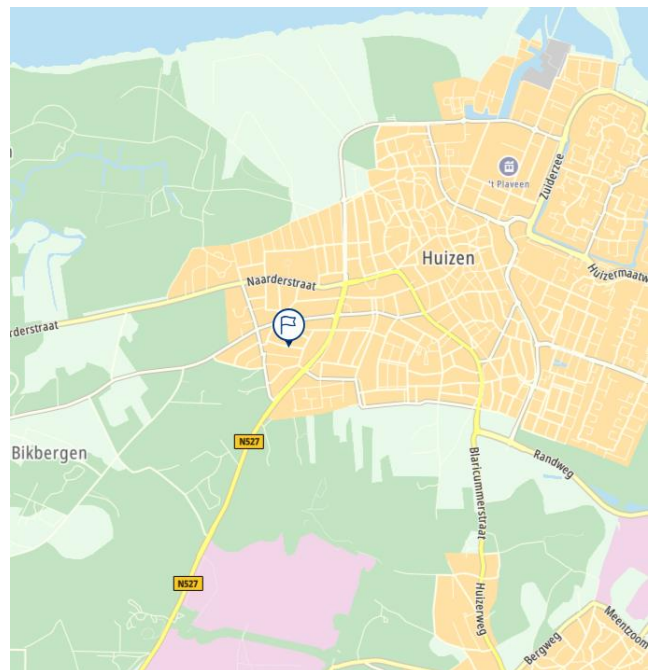 't Plaveen
Zuiderzee
Huizen
Huizermaatw
Naarderstraat
rderstraat
N527
Bikbergen
Randweg
Blaricummerstraat
N527
Huizerweg
Meentzoom
Bergweg